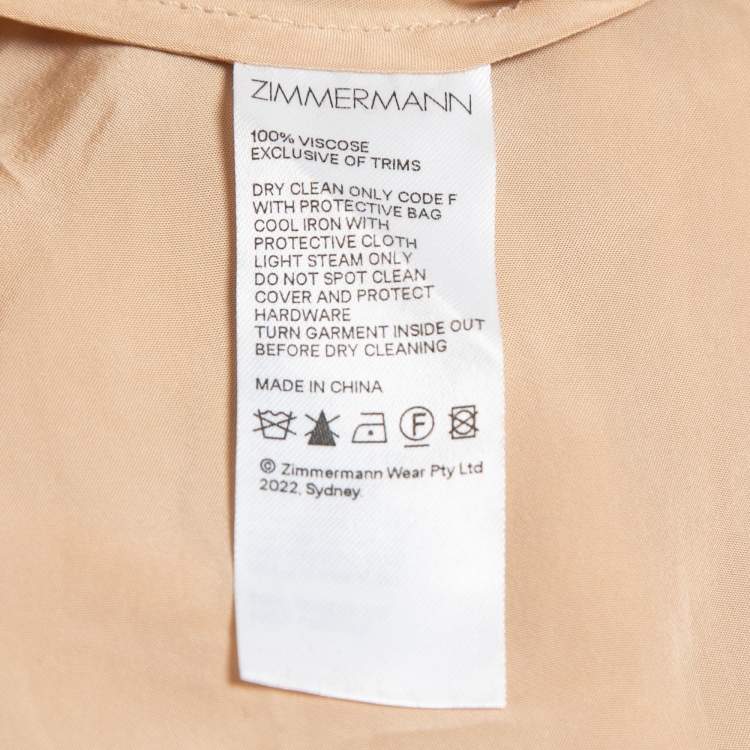 ZIMMERMANN
100% VISCOSE
EXCLUSIVE OF TRIMS
DRY CLEAN ONLY CODE F
WITH PROTECTIVE BAG
COOL IRON WITH
PROTECTIVE CLOTH
LIGHT STEAM ONLY
DO NOT SPOT CLEAN
COVER AND PROTECT
HARDWARE
TURN GARMENT INSIDE OUT
BEFORE DRY CLEANING
MADE IN CHINA
F
© Zimmermann Wear Pty Ltd
2022, Sydney.